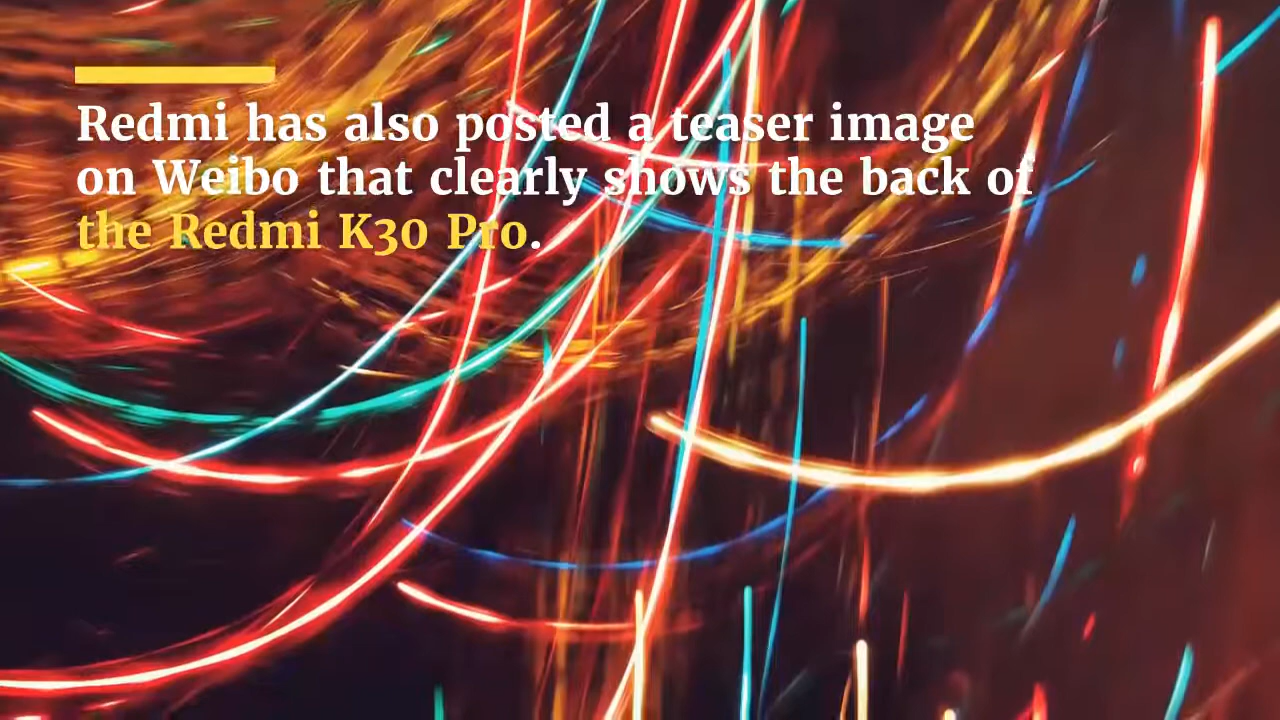 Redmi has also posted a teaser image
on Weibo that clearly shows the back of
the Redmi K30 Pro.